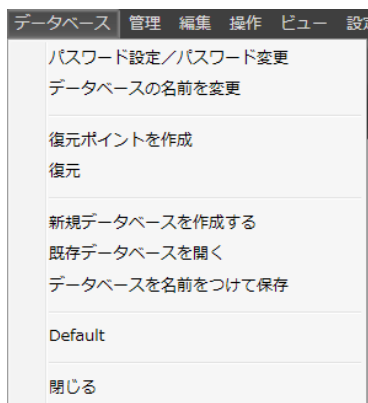 データベース 管理 編集 操作 ビュー 設定
パスワード設定／パスワード変更
データベースの名前を変更
復元ポイントを作成
復元
新規データベースを作成する
既存データベースを開く
データベースを名前をつけて保存
Default
閉じる